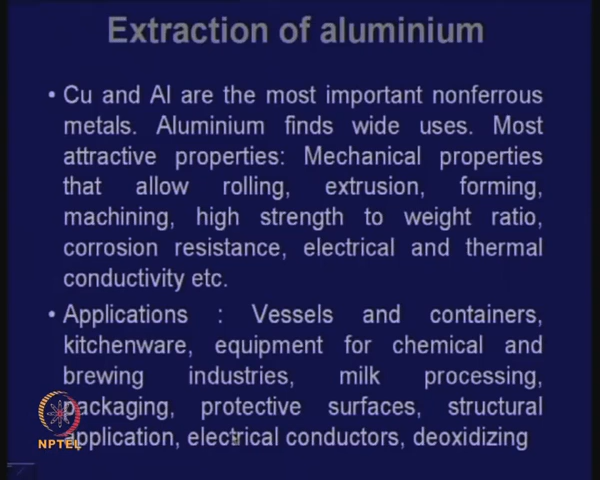 Extraction of aluminium
• Cu and Al are the most important nonferrous
metals. Aluminium finds wide uses. Most
attractive properties: Mechanical properties
that allow rolling, extrusion, forming,
machining, high strength to weight ratio,
corrosion resistance, electrical and thermal
conductivity etc.
• Applications : Vessels and containers,
kitchenware, equipment for chemical and
brewing industries, milk processing,
packaging, protective surfaces, structural
application, electrical conductors, deoxidizing
NPTEL